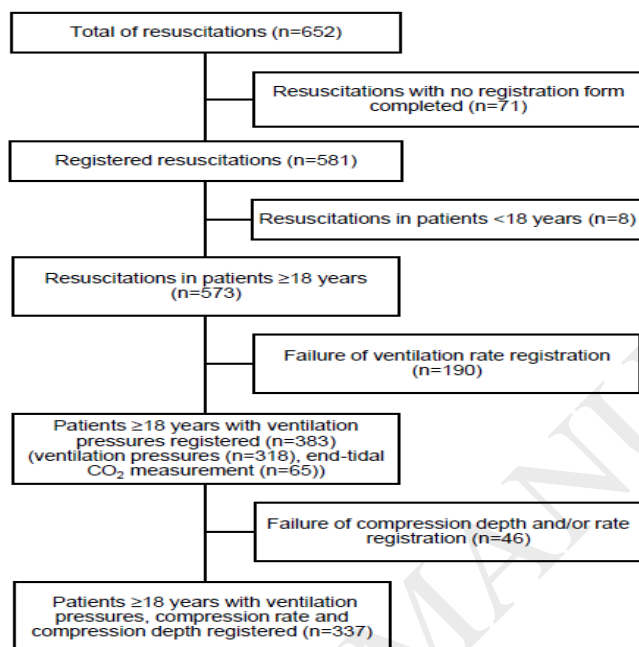 Total of resuscitations (n=652)
Resuscitations with no registration form
completed (n=71)
Registered resuscitations (n=581)
Resuscitations in patients <18 years (n=8)
Resuscitations in patients ≥18 years
(n=573)
Failure of ventilation rate registration
(n=190)
Patients ≥18 years with ventilation
pressures registered (n=383)
(ventilation pressures (n=318), end-tidal
CO₂ measurement (n=65))
Failure of compression depth and/or rate
registration (n=46)
Patients ≥18 years with ventilation
pressures, compression rate and
compression depth registered (n=337)
MANU